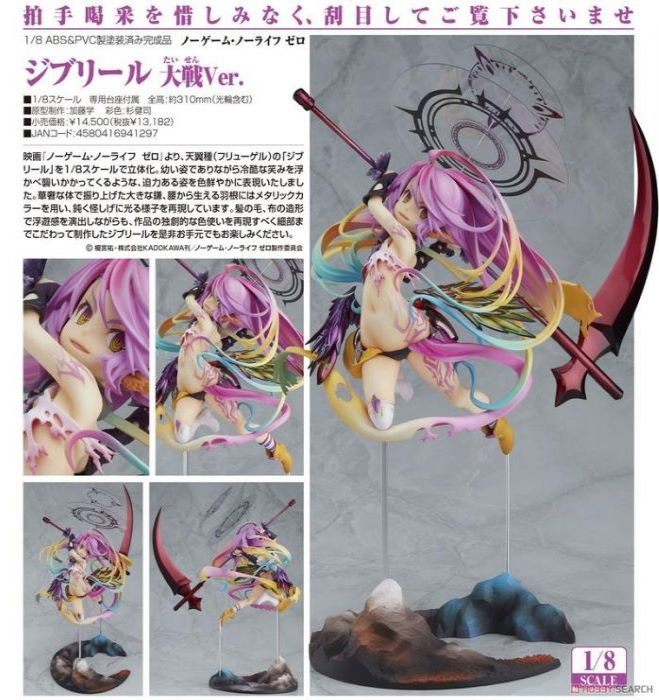 拍手喝采を惜しみなく、刮目してご覧下さいませ
1/8 ABS&PVC製塗装済み完成品 ノーゲーム・ノーライフ ゼロ
たい せん
ジブリール 大戦Ver.
■1/8スケール 専用台座付属 全高:約310mm(光輪含む)
■原型制作:加藤学 彩色:杉健司
■小売価格:¥14,500(税抜¥13,182)
■JANコード:4580416941297
映画『ノーゲーム・ノーライフ ゼロ』より、天翼種(フリューゲル)の「ジブ
リール」を1/8スケールで立体化。幼い姿でありながら冷酷な笑みを浮
かべ襲いかかってくるような、迫力ある姿を色鮮やかに表現いたしまし
た。華奢な体で振り上げた大きな鎌、腰から生える羽根にはメタリックカ
ラーを用い、鈍く怪しげに光る様子を再現しています。髪の毛、布の造形
で浮遊感を演出しながらも、作品の独創的な色使いを再現すべく細部ま
でこだわって制作したジブリールを是非お手元でもお楽しみください。
© 榎宮祐・株式会社KADOKAWA刊/ノーゲーム・ノーライフ ゼロ製作委員会
1/8
SCALE
SEARCH